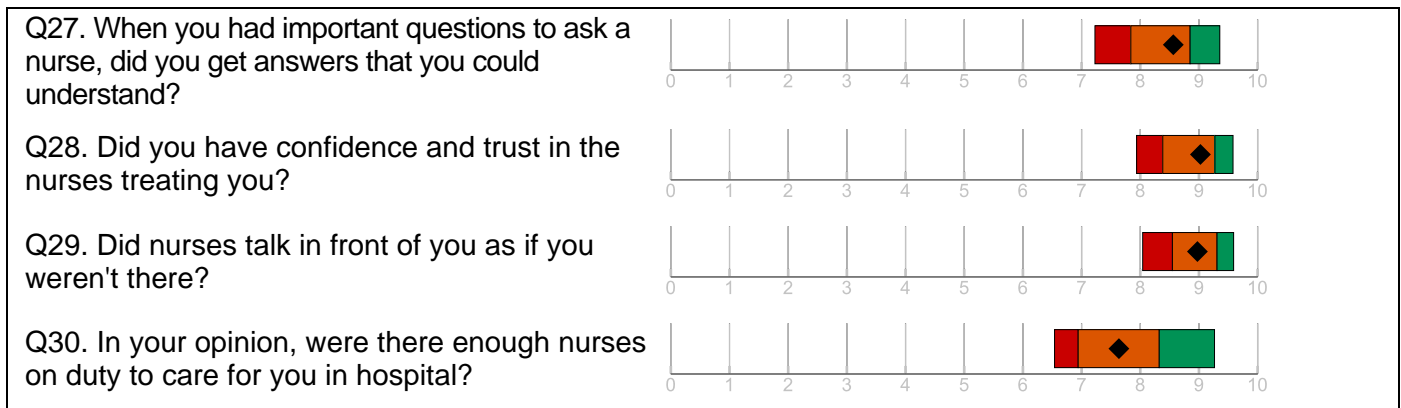 Q27. When you had important questions to ask a
nurse, did you get answers that you could
understand?
0 1 2 3 4 5 6 7 8 9 10
Q28. Did you have confidence and trust in the
nurses treating you?
0 1 2 3 4 5 6 7 8 9 10
Q29. Did nurses talk in front of you as if you
weren't there?
0 1 2 3 4 5 6 7 8 9 10
Q30. In your opinion, were there enough nurses
on duty to care for you in hospital?
0 1 2 3 4 5 6 7 8 9 10